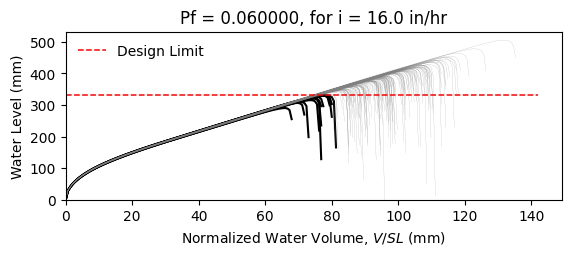 Pf = 0.060000, for i = 16.0 in/hr
Design Limit
Water Level (mm)
500
400
300
200
100
0
0 20 40 60 80 100 120 140
Normalized Water Volume, V/SL (mm)